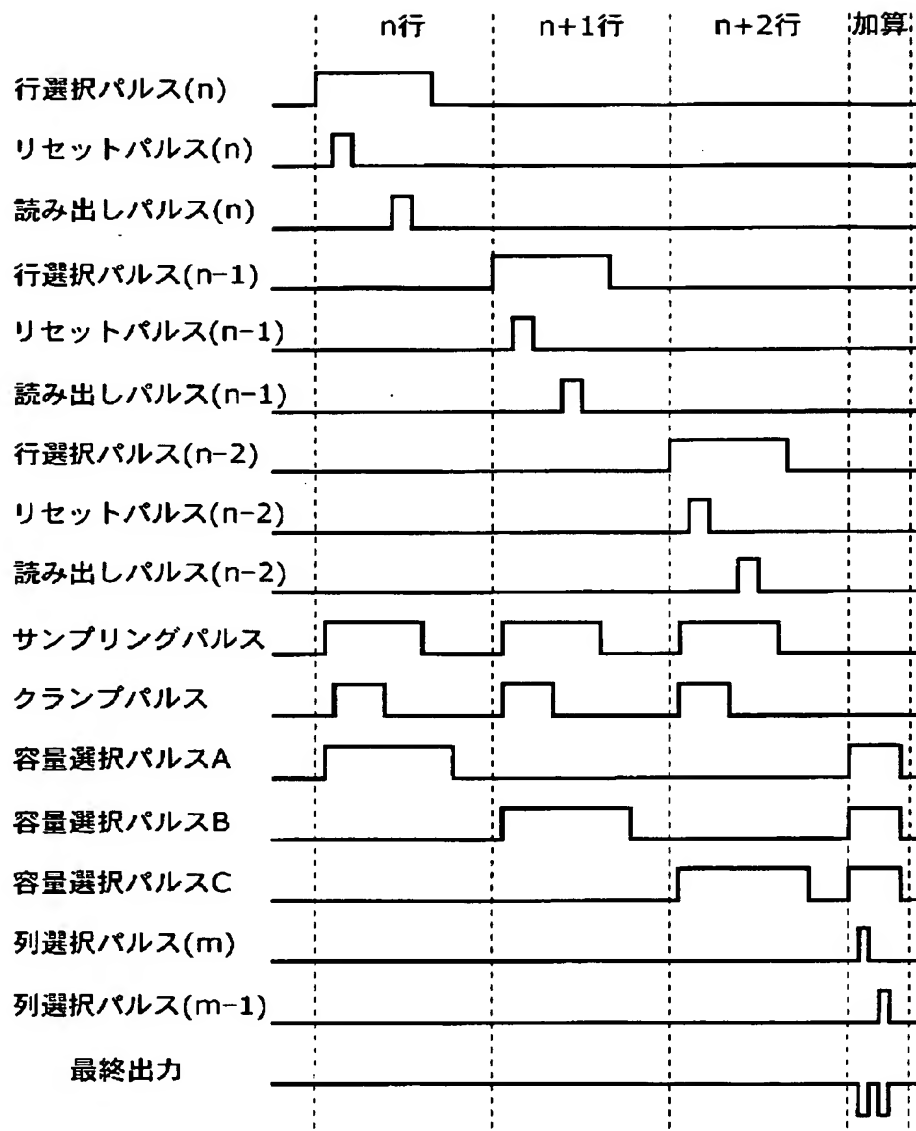 n行 n+1行 n+2行 加算
行選択パルス(n)
リセットパルス(n)
読み出しパルス(n)
行選択パルス(n-1)
リセットパルス(n-1)
読み出しパルス(n-1)
行選択パルス(n-2)
リセットパルス(n-2)
読み出しパルス(n-2)
サンプリングパルス
クランプパルス
容量選択パルスA
容量選択パルスB
容量選択パルスC
列選択パルス(m)
列選択パルス(m-1)
最終出力